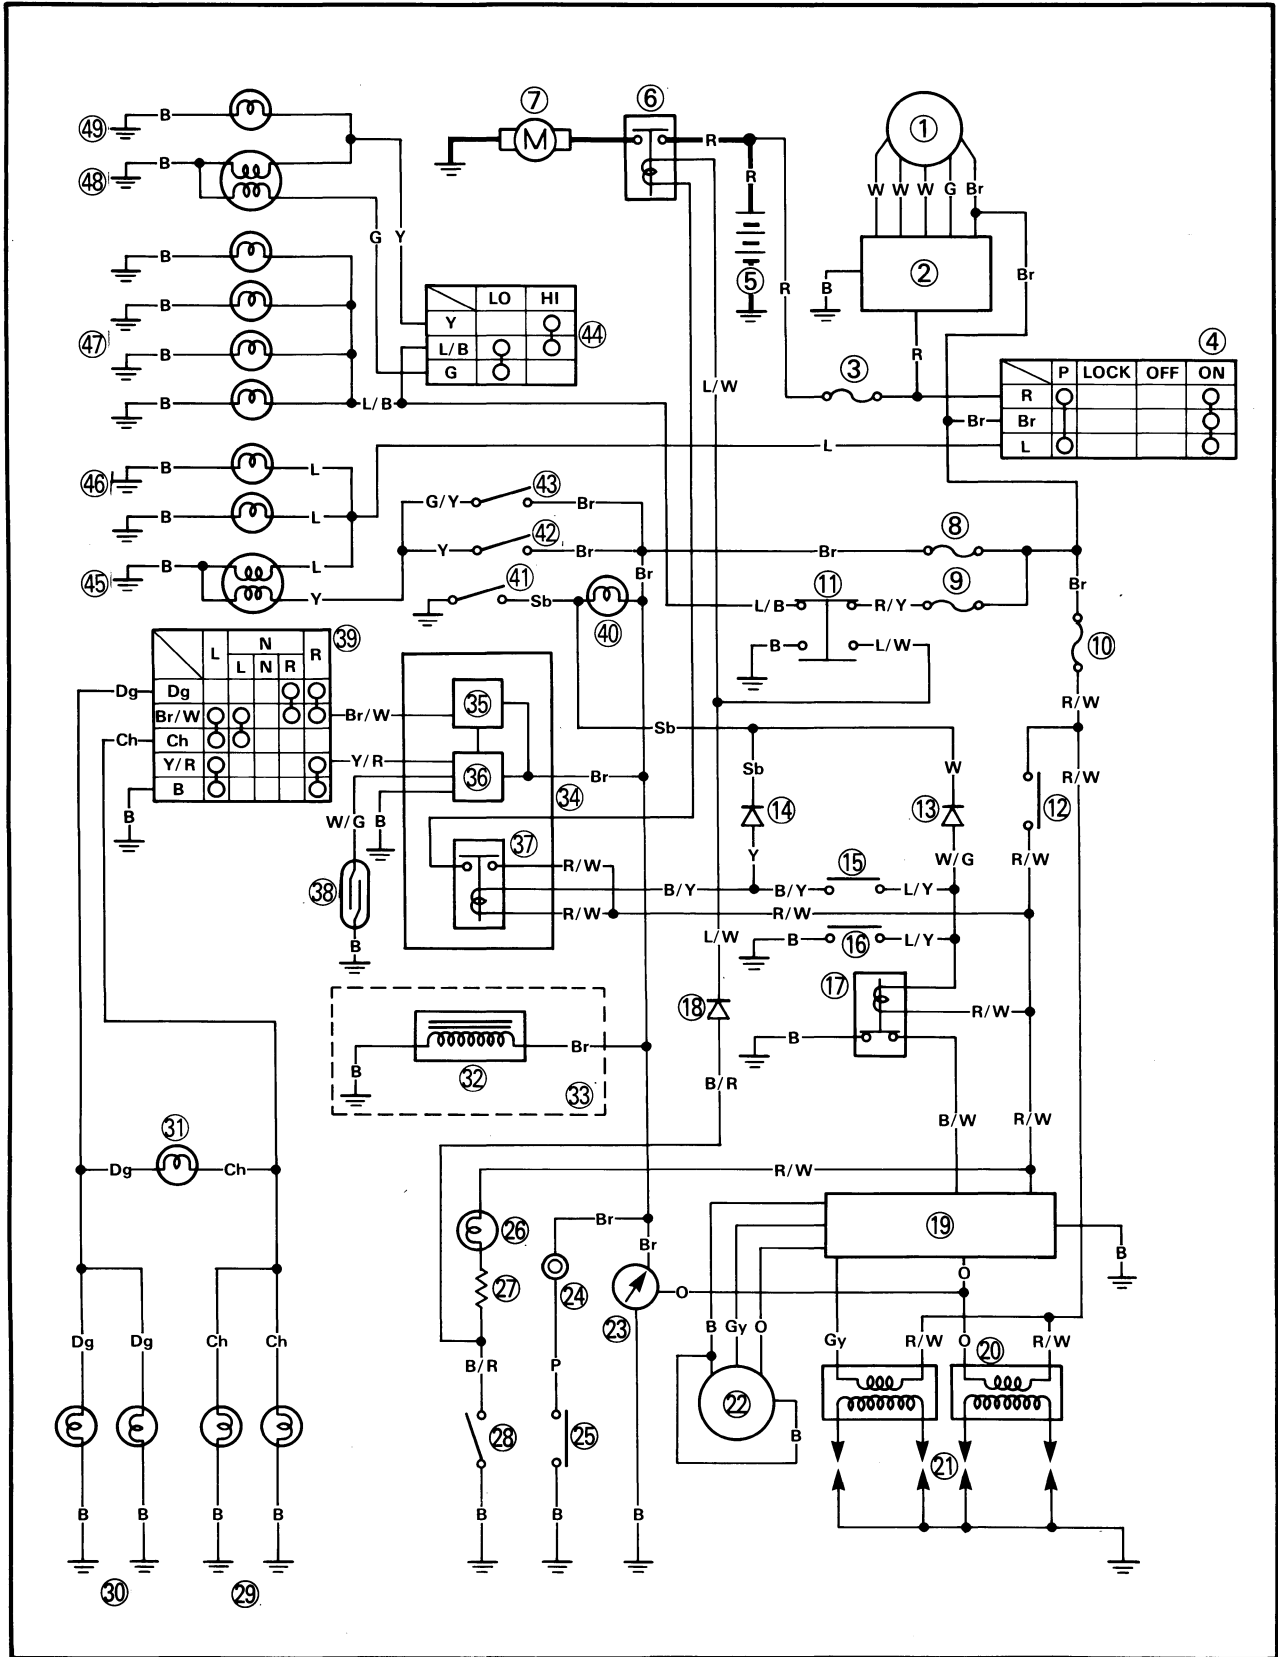 ⑦ ⑥ ①
㊾ B
M R
㊽ B R
W W W G Br
G Y
② Br
B ⑤ R B
B
LO HI
Y
L/B
G
㊹
R
③ ④
P LOCK OFF ON
R
Br
L
㊼ B
B L/B
L/W
Br
L
㊻ B L
B L
㊺ B L
Y
G/Y ㊸ Br
Y ㊷ Br Br ⑧
Br Br
㊶ Sb ㊵
L/B ⑪ R/Y ⑨
B L/W ⑩
R/W
㊴
L N R
L N R
Dg Dg
Br/W Br/W ㉟
Ch Ch
Y/R Y/R ㊱ Br
B
B
W/G B ㉞
Sb
Sb W R/W
⑭ ⑬ ⑫
Y W/G R/W
㊲ R/W ⑮
B/Y B/Y L/Y
㊳ R/W R/W
B L/W B ⑯ L/Y
⑰
⑱ R/W
Br B
B ㉜ ㉝ B/R
B/W R/W
㉛
Dg Ch R/W
㉖ Br ⑲
Br B
㉗ ㉔ O O
㉓
Dg Dg Ch Ch
B Gy O Gy R/W O ⑳ R/W
B/R P
㉒
㉘ ㉕ B ㉑
B B B B B B B
㉚ ㉙